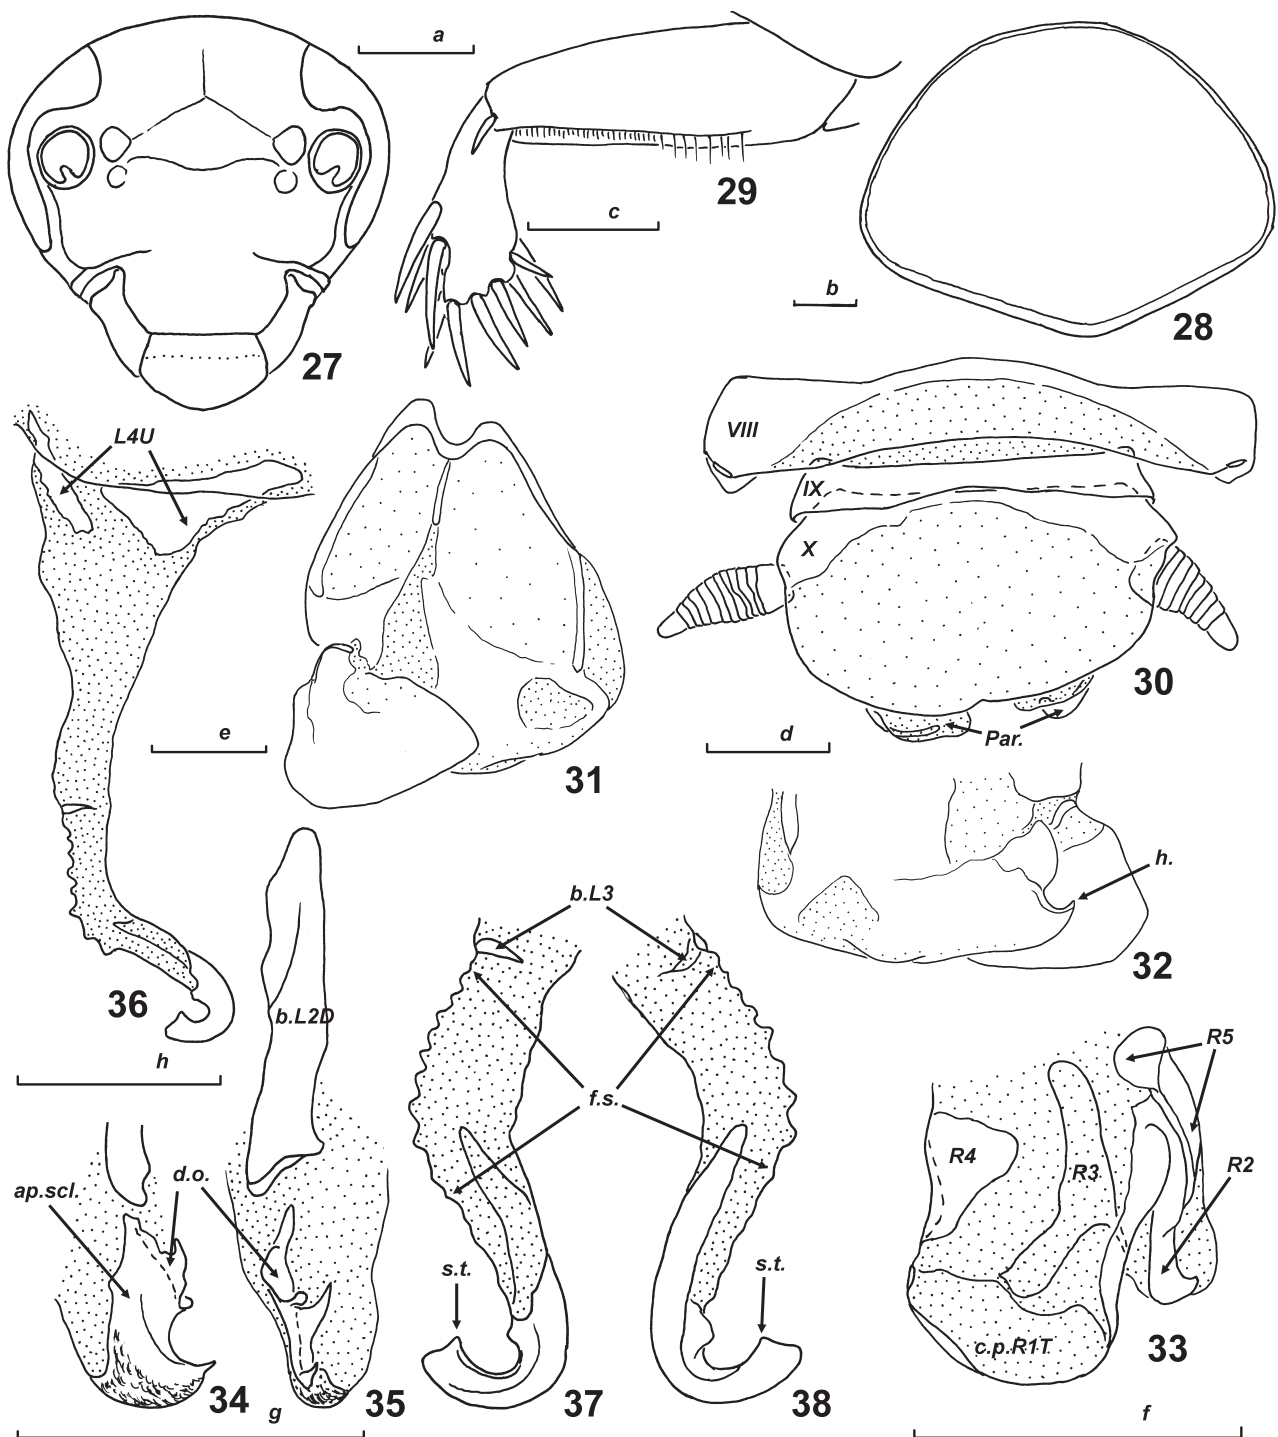 a
29
c
27
b
28
L4U
VIII
IX
X
30
Par.
e
31
d
b.L3
h.
32
36
b.L2D
h
f.s.
R5
R4
R3
R2
ap.scl.
d.o.
s.t.
s.t.
c.p.R1T
33
34
35
37
38
g
f